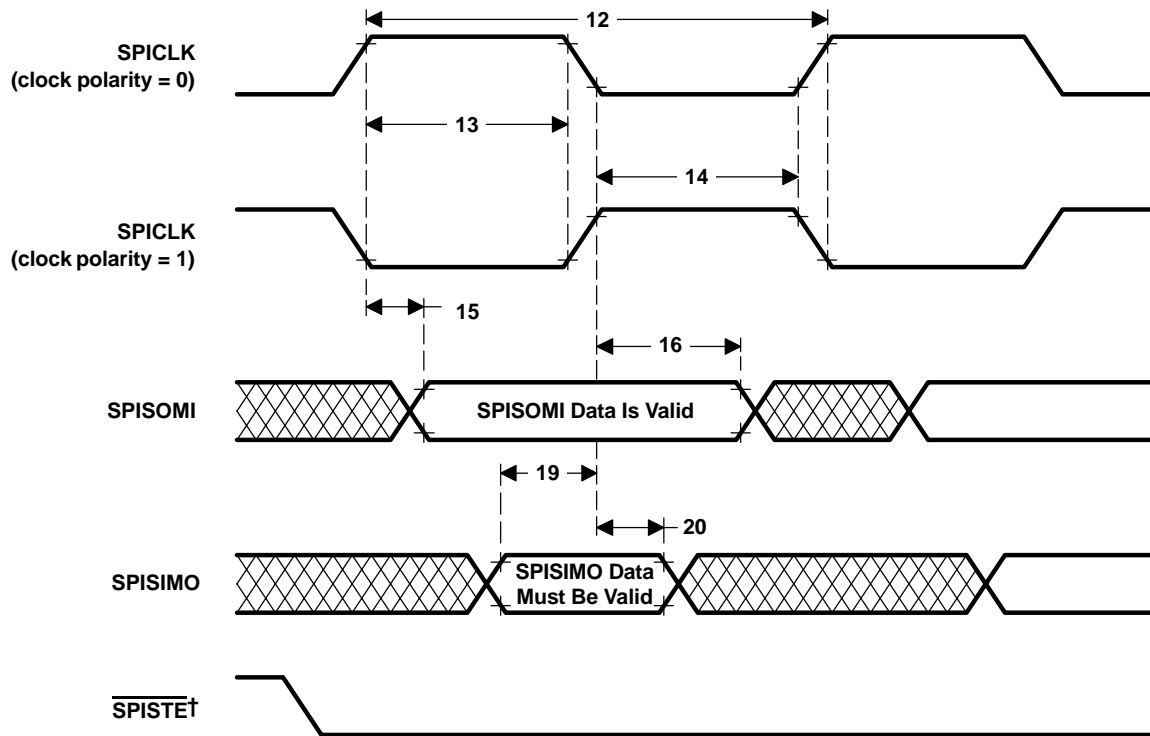 12
SPICLK
(clock polarity = 0)
13
14
SPICLK
(clock polarity = 1)
15
16
SPISOMI
SPISOMI Data Is Valid
19
20
SPISIMO
SPISIMO Data
Must Be Valid
SPISTE†